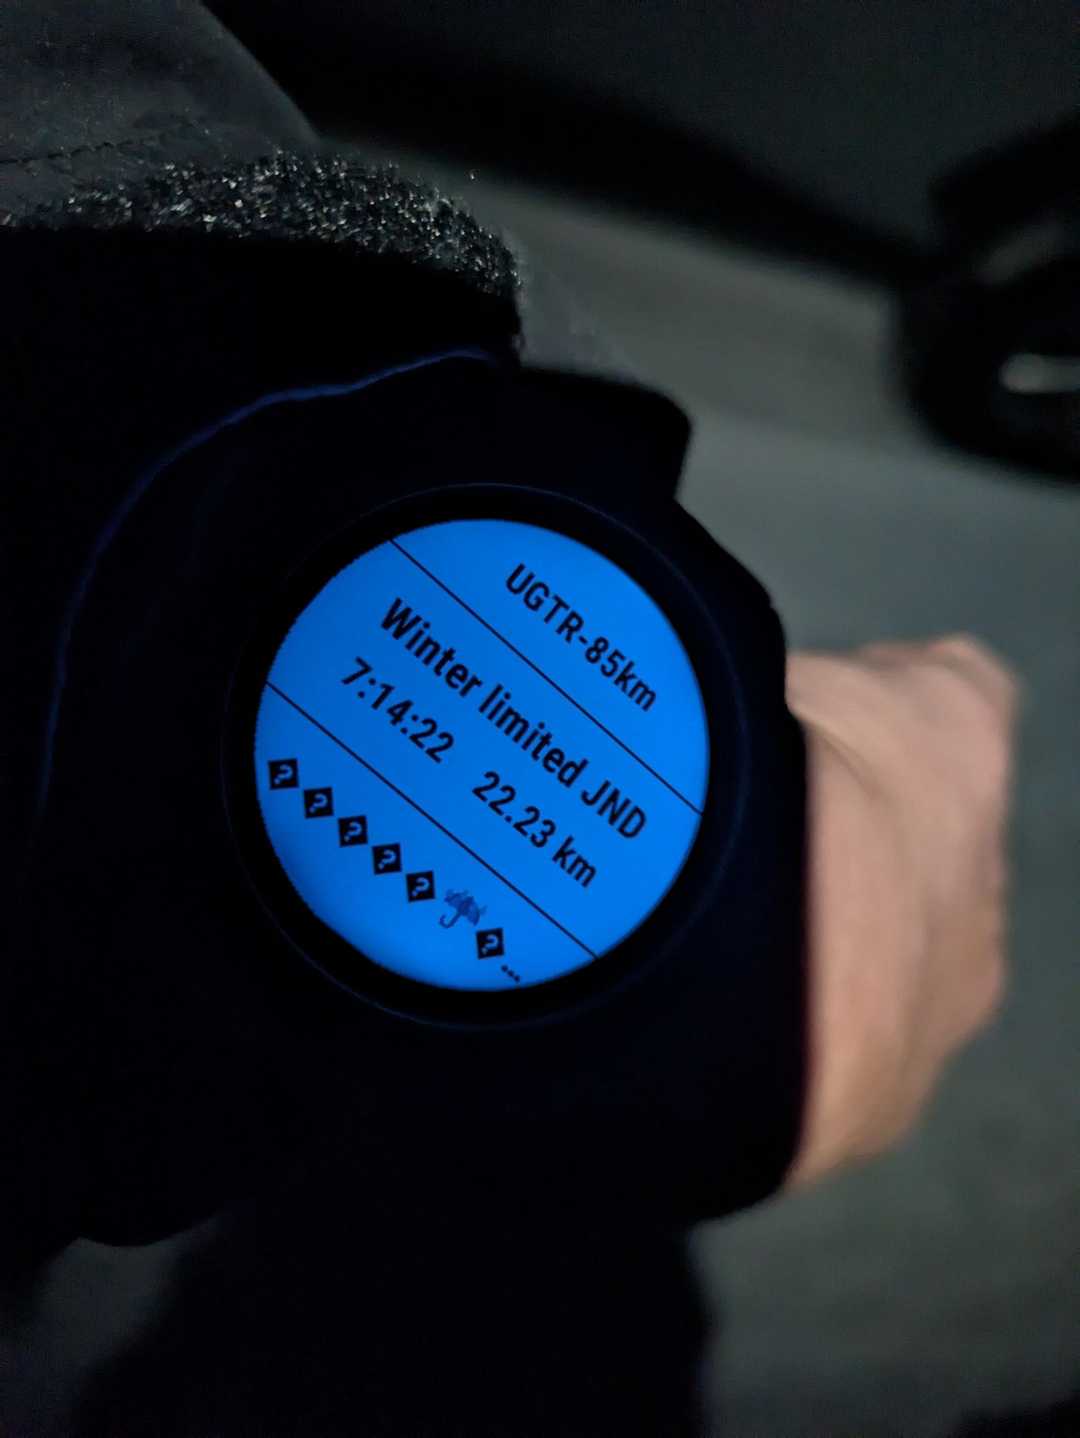 UGTR-85km
Winter limited JND
7:14:22 22.23 km
�����☂�...